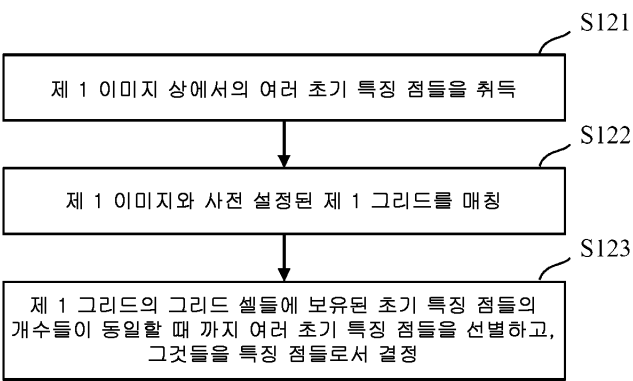 S121
제 1 이미지 상에서의 여러 초기 특징 점들을 취득
S122
제 1 이미지와 사전 설정된 제 1 그리드를 매칭
S123
제 1 그리드의 그리드 셀들에 보유된 초기 특징 점들의
개수들이 동일할 때 까지 여러 초기 특징 점들을 선별하고,
그것들을 특징 점들로서 결정